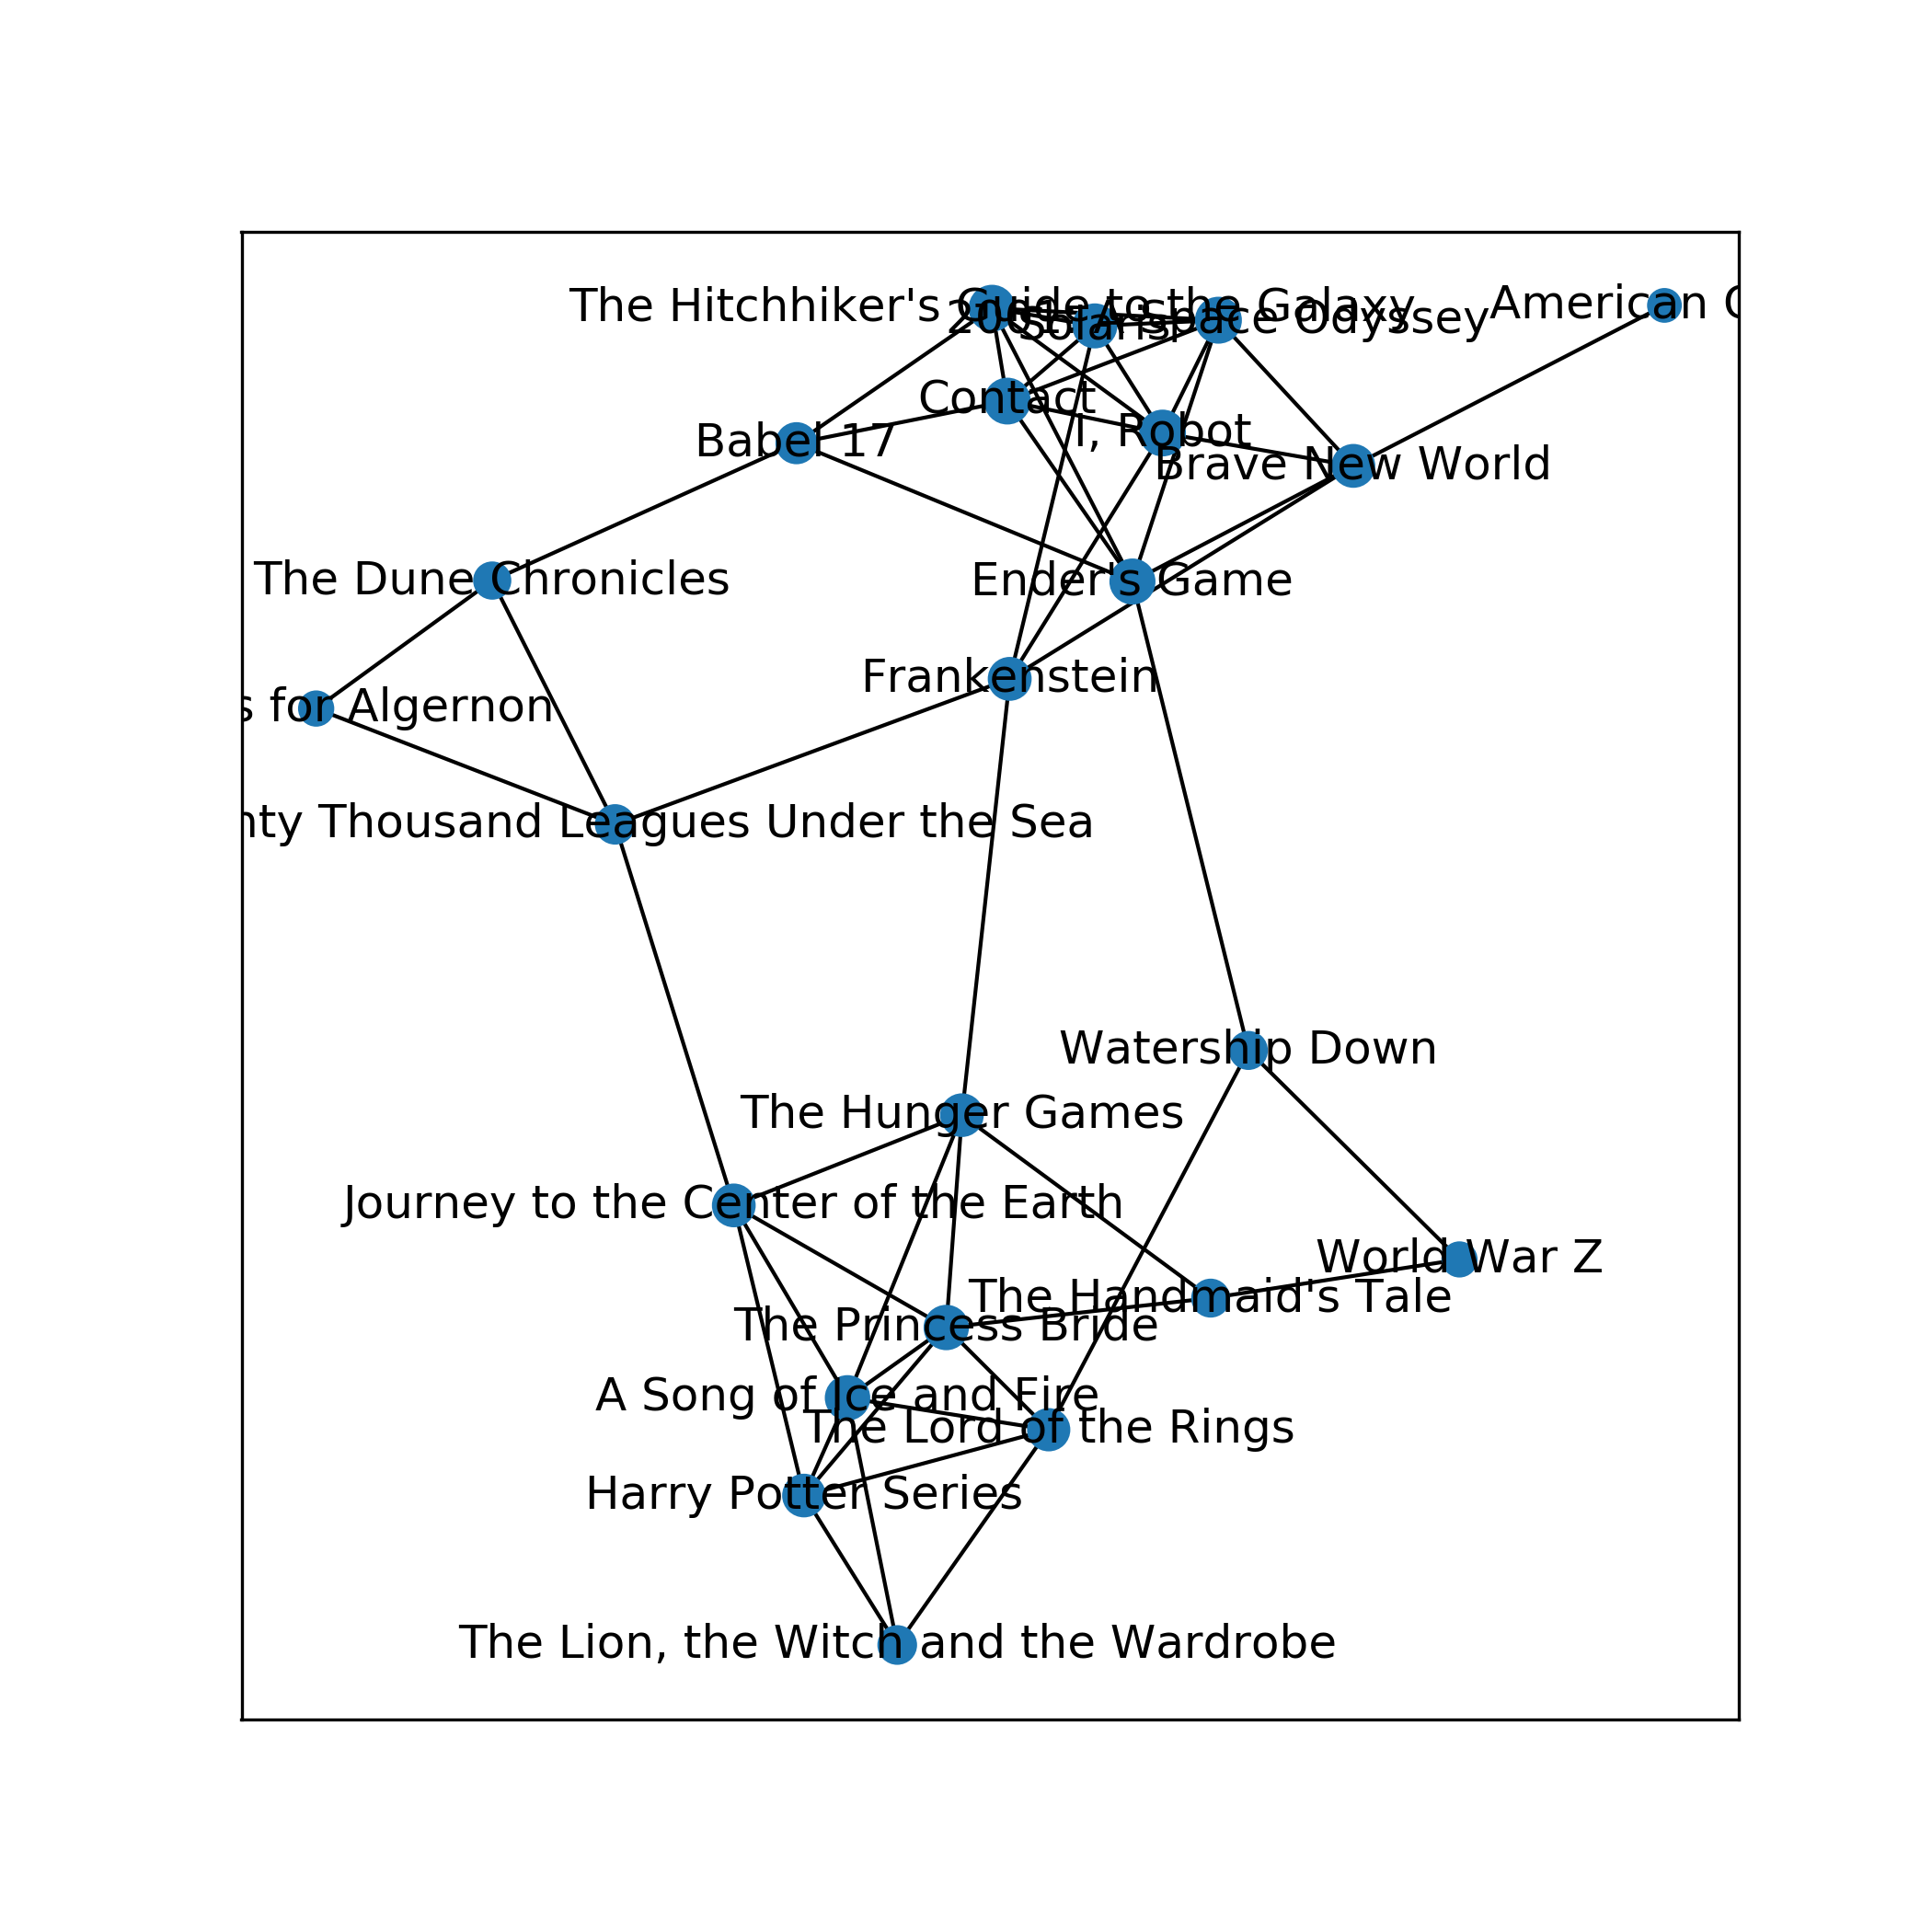 The Hitchhiker's Guide to the Galaxy
2001: A Space Odyssey
Solaris
American
Contact
I, Robot
Babel 17
Brave New World
The Dune Chronicles
Ender's Game
Frankenstein
for Algernon
Thousand Leagues Under the Sea
Watership Down
The Hunger Games
Journey to the Center of the Earth
World War Z
The Handmaid's Tale
The Princess Bride
A Song of Ice and Fire
The Lord of the Rings
Harry Potter Series
The Lion, the Witch and the Wardrobe